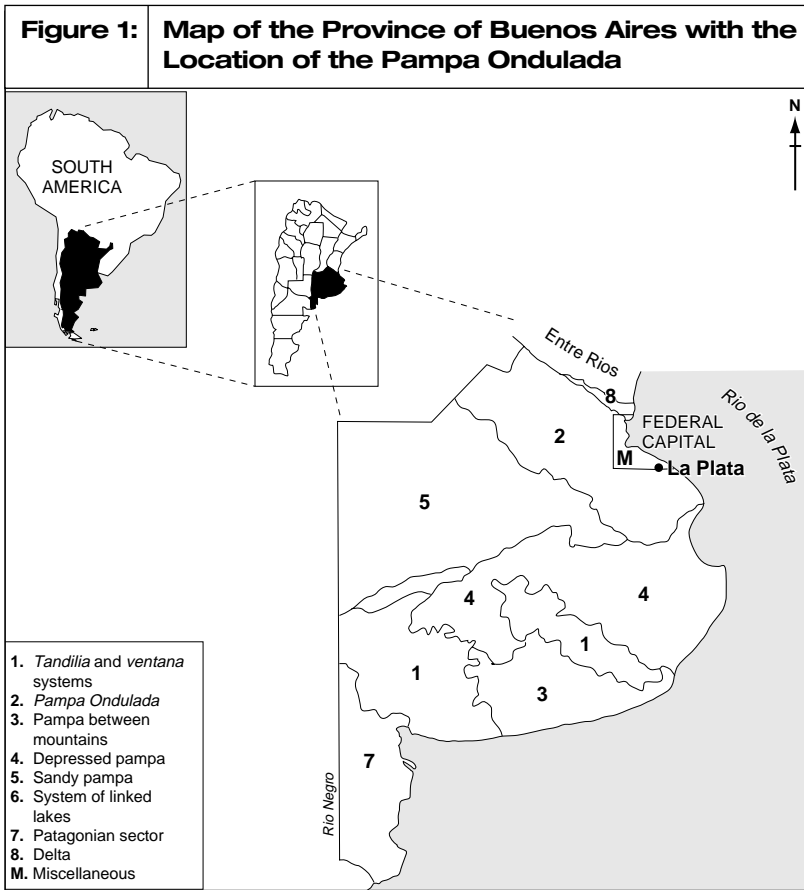 Figure 1:
Map of the Province of Buenos Aires with the
Location of the Pampa Ondulada
N
SOUTH
AMERICA
Entre Rios
8
FEDERAL
CAPITAL
Rio de la Plata
2
M
La Plata
5
4
4
1
1
3
7
Rio Negro
1. Tandilia and ventana
systems
2. Pampa Ondulada
3. Pampa between
mountains
4. Depressed pampa
5. Sandy pampa
6. System of linked
lakes
7. Patagonian sector
8. Delta
M. Miscellaneous